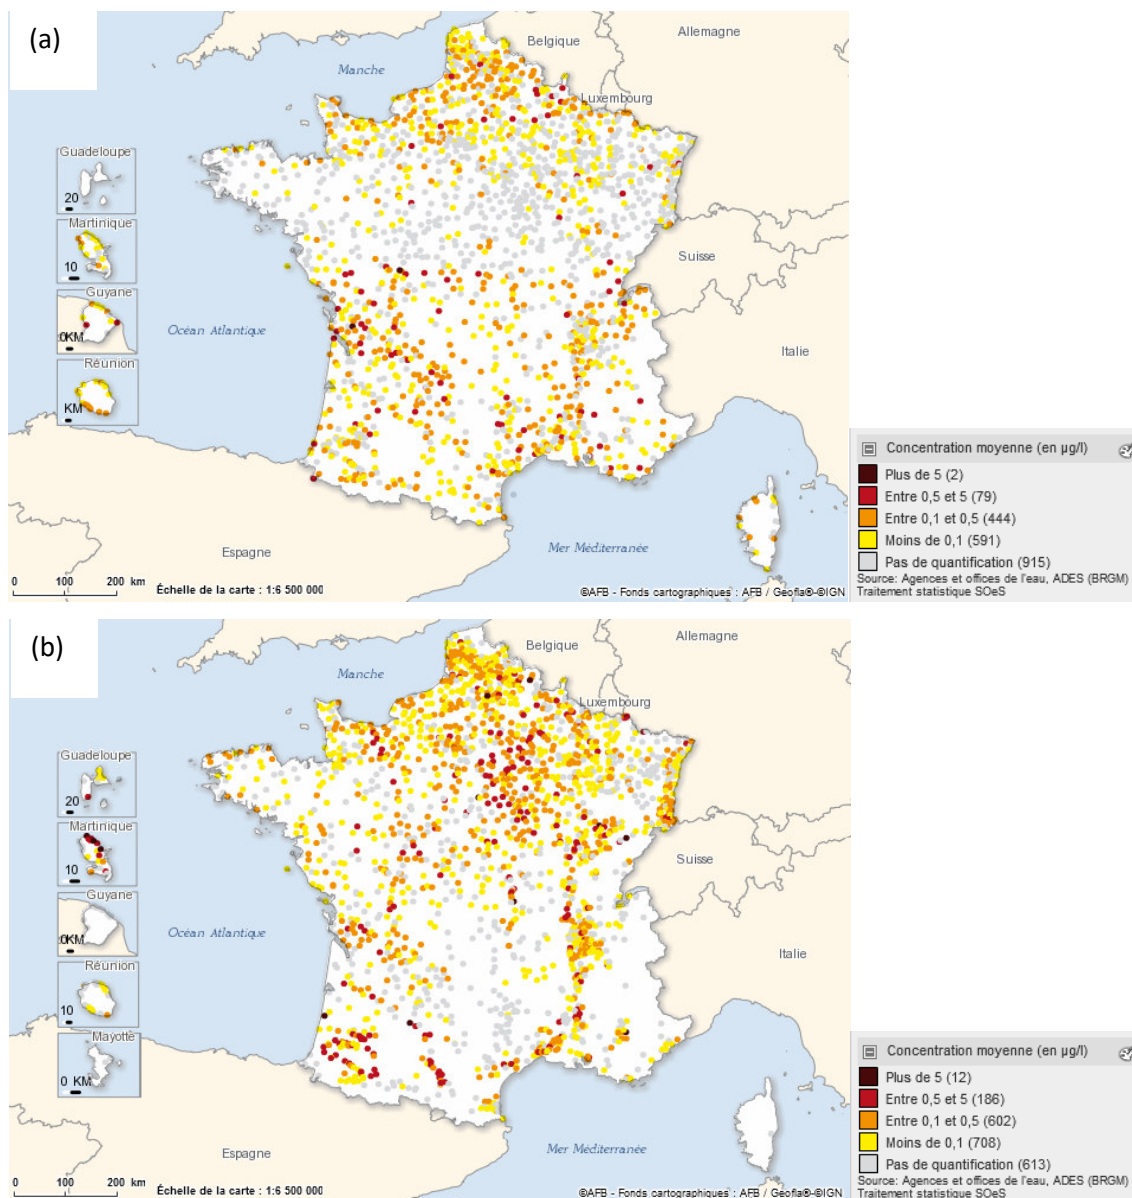 (a)
Belgique
Allemagne
Manche
Luxembourg
Guadeloupe
20
Martinique
10
Suisse
Guyane
0KM
Océan Atlantique
Italie
Réunion
KM
Concentration moyenne (en µg/l)
Plus de 5 (2)
Entre 0,5 et 5 (79)
Entre 0,1 et 0,5 (444)
Moins de 0,1 (591)
Pas de quantification (915)
Source: Agences et offices de l'eau, ADES (BRGM)
Traitement statistique SOeS
Mer Méditerranée
Espagne
0 100 200 km
Échelle de la carte : 1:6 500 000
©AFB - Fonds cartographiques : AFB / Géofla®-©IGN
(b)
Belgique
Allemagne
Manche
Luxembourg
Guadeloupe
20
Martinique
10
Suisse
Guyane
0KM
Océan Atlantique
Italie
Réunion
10
Mayotte
0 KM
Concentration moyenne (en µg/l)
Plus de 5 (12)
Entre 0,5 et 5 (186)
Entre 0,1 et 0,5 (602)
Moins de 0,1 (708)
Pas de quantification (613)
Source: Agences et offices de l'eau, ADES (BRGM)
Traitement statistique SOeS
Mer Méditerranée
Espagne
0 100 200 km
Échelle de la carte : 1:6 500 000
©AFB - Fonds cartographiques : AFB / Géofla®-©IGN